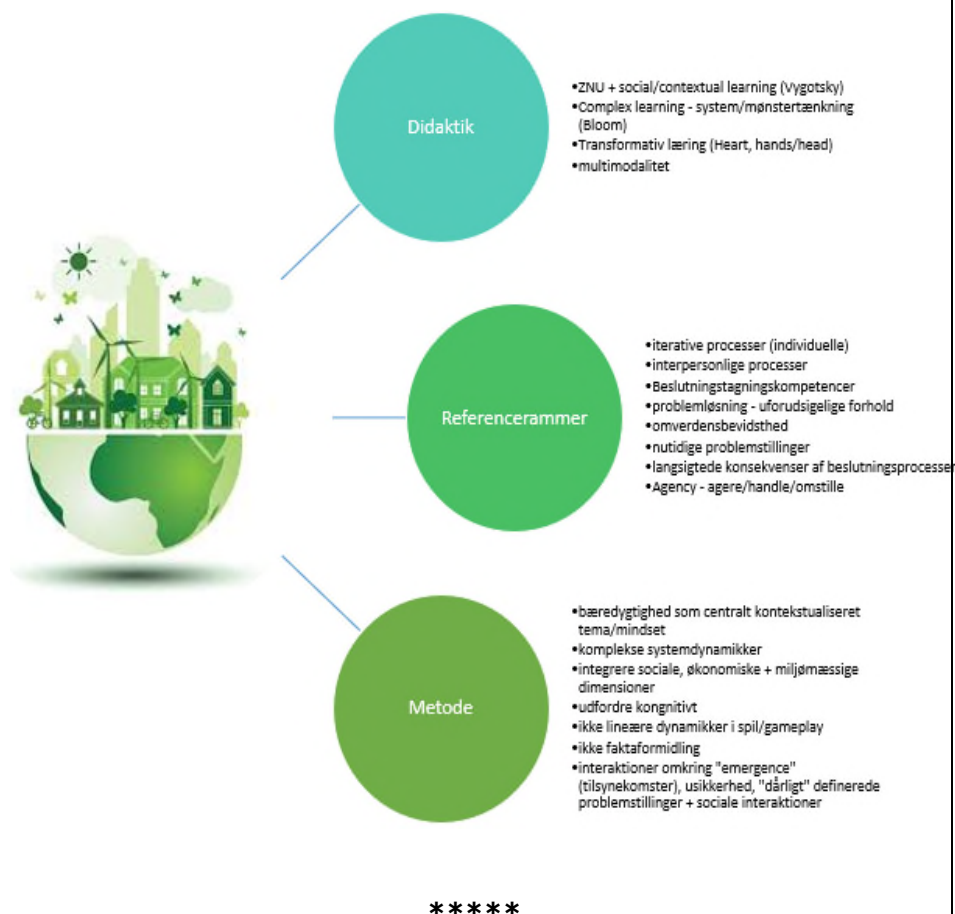 Didaktik
•ZNU + social/contextual learning (Vygotsky)
•Complex learning - system/mønstertænkning
(Bloom)
•Transformativ læring (Heart, hands/head)
•multimodalitet
Referencerammer
•iterative processer (individuelle)
•interpersonlige processer
•Beslutningstagningskompetencer
•problemløsning - uforudsigelige forhold
•omverdensbevidsthed
•nutidige problemstillinger
•langsigtede konsekvenser af beslutningsprocesser
•Agency - agere/handle/omstille
Metode
•bæredygtighed som centralt kontekstualiseret
tema/mindset
•komplekse systemdynamikker
•integrere sociale, økonomiske + miljømæssige
dimensioner
•udfordre kongnitivt
•ikke lineære dynamikker i spil/gameplay
•ikke faktaformidling
•interaktioner omkring "emergence"
(tilsynekomster), usikkerhed, "dårligt" definerede
problemstillinger + sociale interaktioner
*****